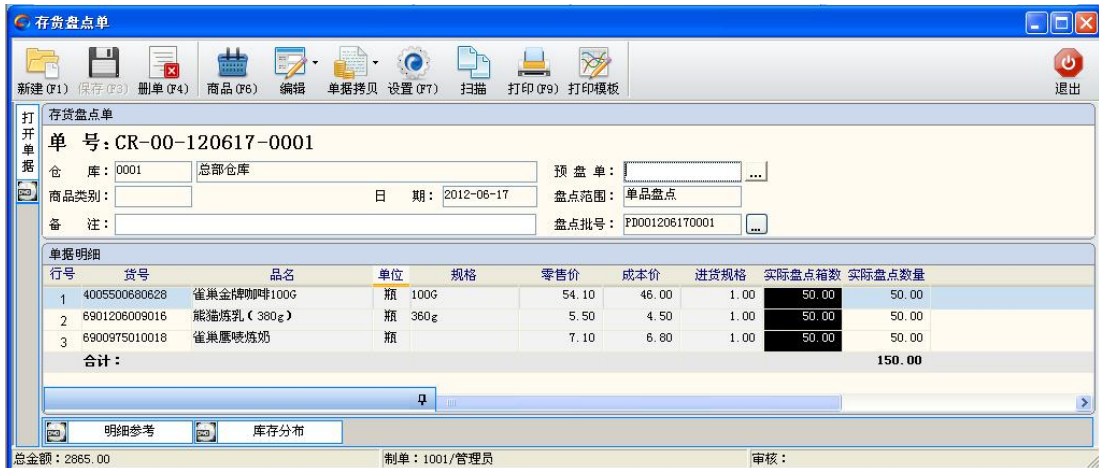 存货盘点单
新建(F1) 保存(F3) 删单(F4) 商品(F6) 编辑 单据拷贝 设置(F7) 扫描 打印(F9) 打印模板 退出
打开单据
存货盘点单
单 号:CR-00-120617-0001
仓 库: 0001 总部仓库 预 盘 单: ...
商品类别: 日 期: 2012-06-17 盘点范围: 单品盘点
备 注: 盘点批号: PD001206170001 ...
单据明细
行号 货号 品名 单位 规格 零售价 成本价 进货规格 实际盘点箱数 实际盘点数量
1 4005500680628 雀巢金牌咖啡100G 瓶 100G 54.10 46.00 1.00 50.00 50.00
2 6901206009016 熊猫炼乳(380g) 瓶 360g 5.50 4.50 1.00 50.00 50.00
3 6900975010018 雀巢鹰唛炼奶 瓶 7.10 6.80 1.00 50.00 50.00
合计: 150.00
明细参考 库存分布
总金额:2865.00 制单:1001/管理员 审核: